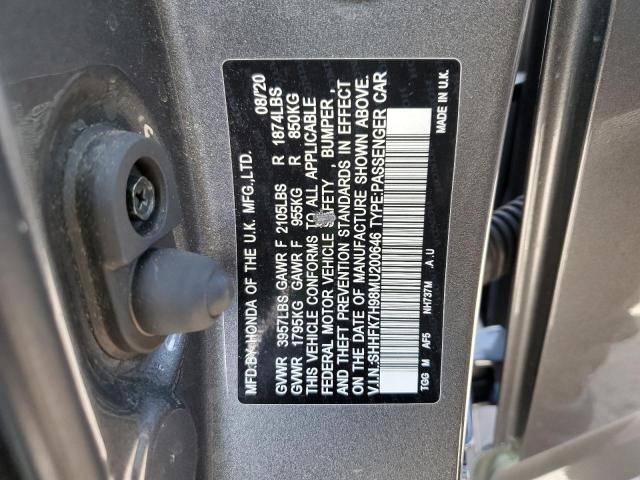 MFD.BY HONDA OF THE U.K. MFG.,LTD. 08/'20
GVWR 3957LBS GAWR F 2105LBS R 1874LBS
GVWR 1795KG GAWR F 955KG R 850KG
THIS VEHICLE CONFORMS TO ALL APPLICABLE
FEDERAL MOTOR VEHICLE SAFETY , BUMPER ,
AND THEFT PREVENTION STANDARDS IN EFFECT
ON THE DATE OF MANUFACTURE SHOWN ABOVE.
V.I.N.:SHHFK7H98MU200646 TYPE:PASSENGER CAR
TGG M AF5 NH737M .A .U MADE IN U.K.